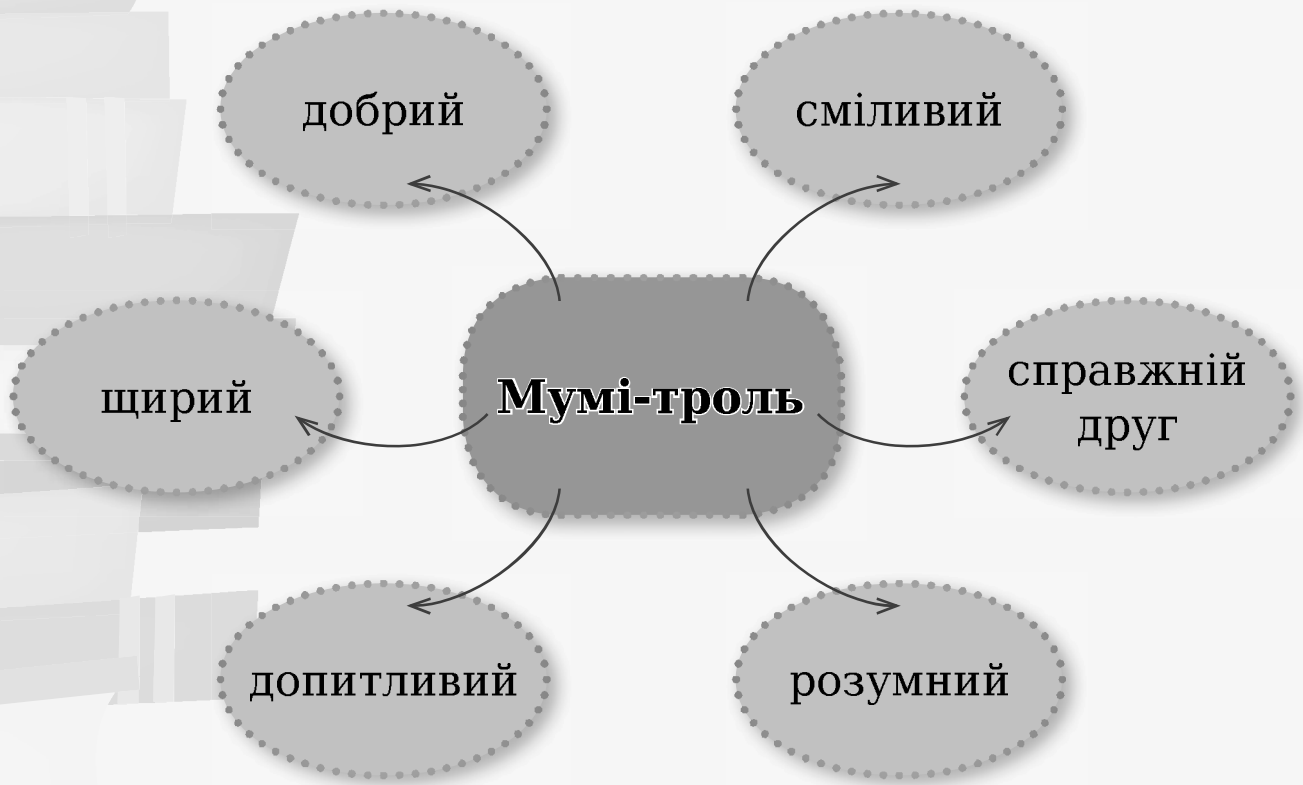 добрий
сміливий
щирий
Мумі-троль
справжній
друг
допитливий
розумний